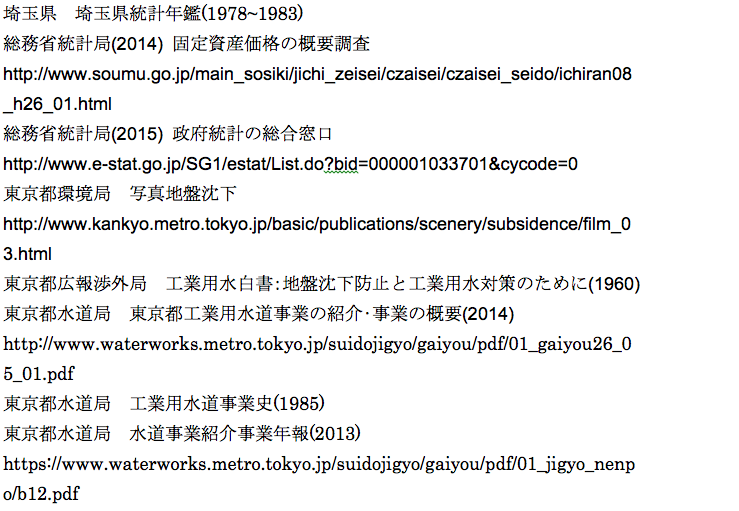 埼玉県　埼玉県統計年鑑(1978~1983)
総務省統計局(2014) 固定資産価格の概要調査
http://www.soumu.go.jp/main_sosiki/jichi_zeisei/czaisei/czaisei_seido/ichiran08
_h26_01.html
総務省統計局(2015) 政府統計の総合窓口
http://www.e-stat.go.jp/SG1/estat/List.do?bid=000001033701&cycode=0
東京都環境局　写真地盤沈下
http://www.kankyo.metro.tokyo.jp/basic/publications/scenery/subsidence/film_0
3.html
東京都広報渉外局　工業用水白書:地盤沈下防止と工業用水対策のために(1960)
東京都水道局　東京都工業用水道事業の紹介･事業の概要(2014)
http://www.waterworks.metro.tokyo.jp/suidojigyo/gaiyou/pdf/01_gaiyou26_0
5_01.pdf
東京都水道局　工業用水道事業史(1985)
東京都水道局　水道事業紹介事業年報(2013)
https://www.waterworks.metro.tokyo.jp/suidojigyo/gaiyou/pdf/01_jigyo_nenp
o/b12.pdf